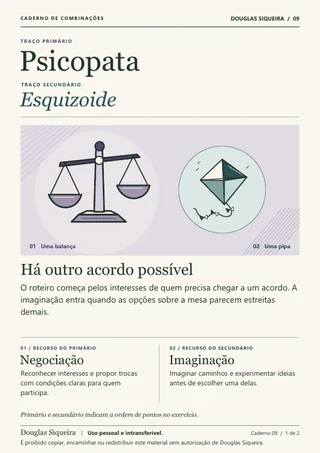 CADERNO DE COMBINAÇÕES
DOUGLAS SIQUEIRA / 09
TRAÇO PRIMÁRIO
Psicopata
TRAÇO SECUNDÁRIO
Esquizoide
01 Uma balança
02 Uma pipa
Há outro acordo possível
O roteiro começa pelos interesses de quem precisa chegar a um acordo. A
imaginação entra quando as opções sobre a mesa parecem estreitas
demais.
01 / RECURSO DO PRIMÁRIO
Negociação
Reconhecer interesses e propor trocas
com condições claras para quem
participa.
02 / RECURSO DO SECUNDÁRIO
Imaginação
Imaginar caminhos e experimentar ideias
antes de escolher uma delas.
Primário e secundário indicam a ordem de pontos no exercício.
Douglas Siqueira | Uso pessoal e intransferível.
Caderno 09 / 1 de 2
É proibido copiar, encaminhar ou redistribuir este material sem autorização de Douglas Siqueira.